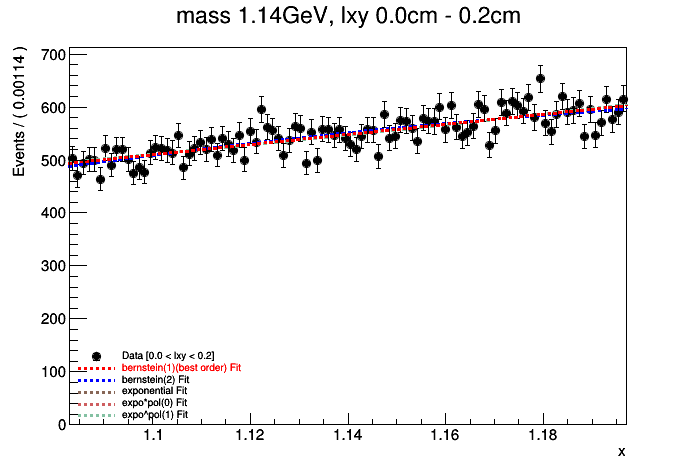 mass 1.14GeV, lxy 0.0cm - 0.2cm
Events / ( 0.00114 )
700
600
500
400
300
200
100
0
Data [0.0 < lxy < 0.2]
bernstein(1)(best order) Fit
bernstein(2) Fit
exponential Fit
expo*pol(0) Fit
expo^pol(1) Fit
1.1 1.12 1.14 1.16 1.18
x